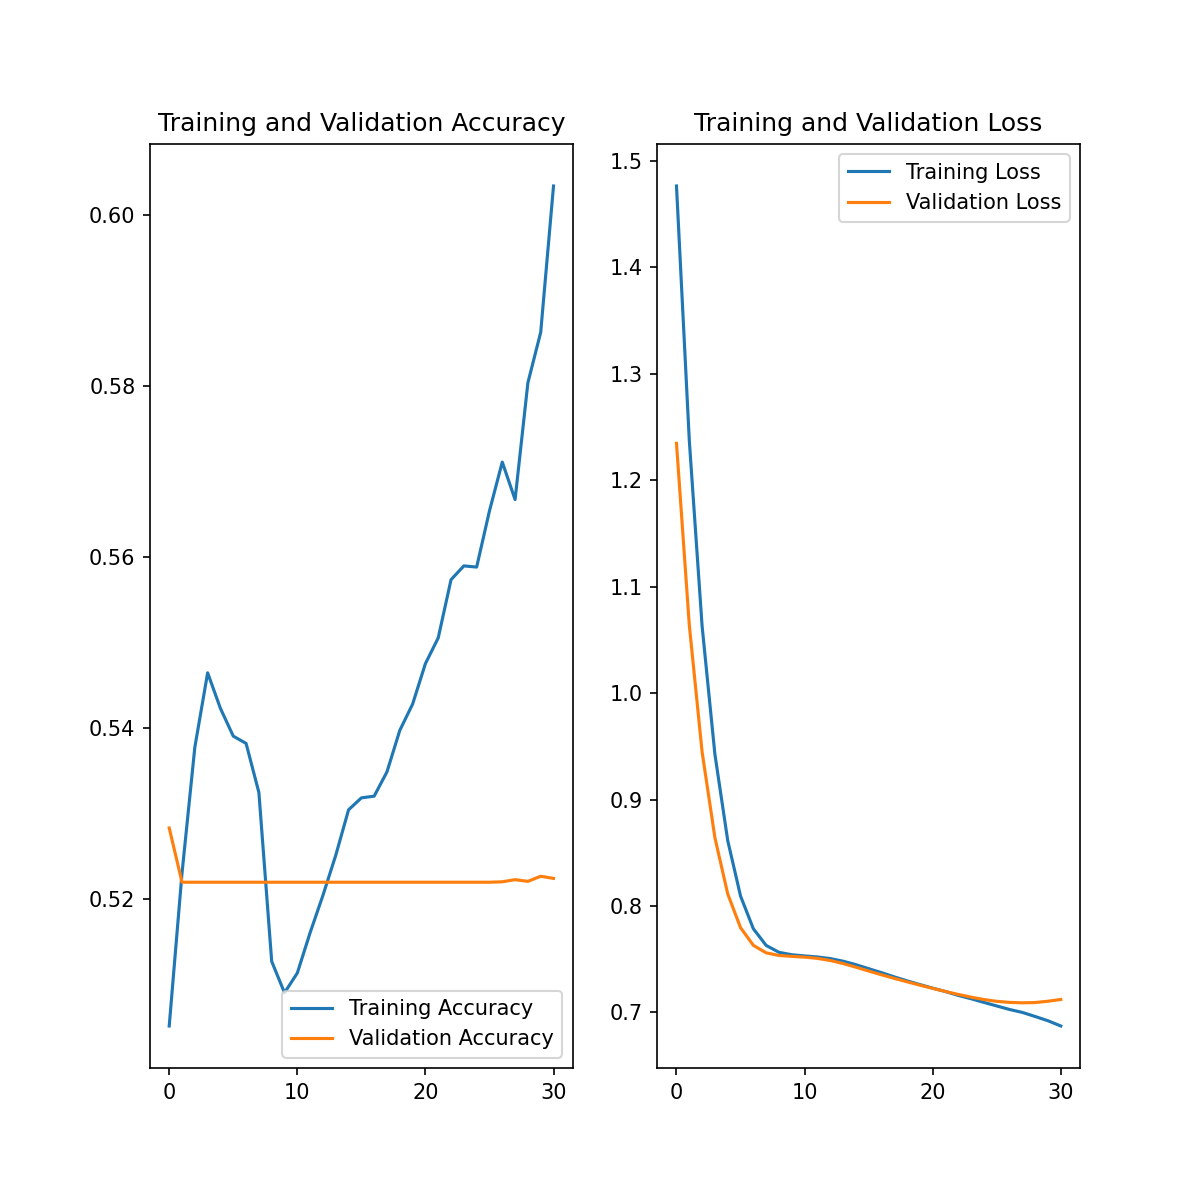 Training and Validation Accuracy
0.60
0.58
0.56
0.54
0.52
Training Accuracy
Validation Accuracy
0 10 20 30
Training and Validation Loss
1.5
1.4
1.3
1.2
1.1
1.0
0.9
0.8
0.7
Training Loss
Validation Loss
0 10 20 30